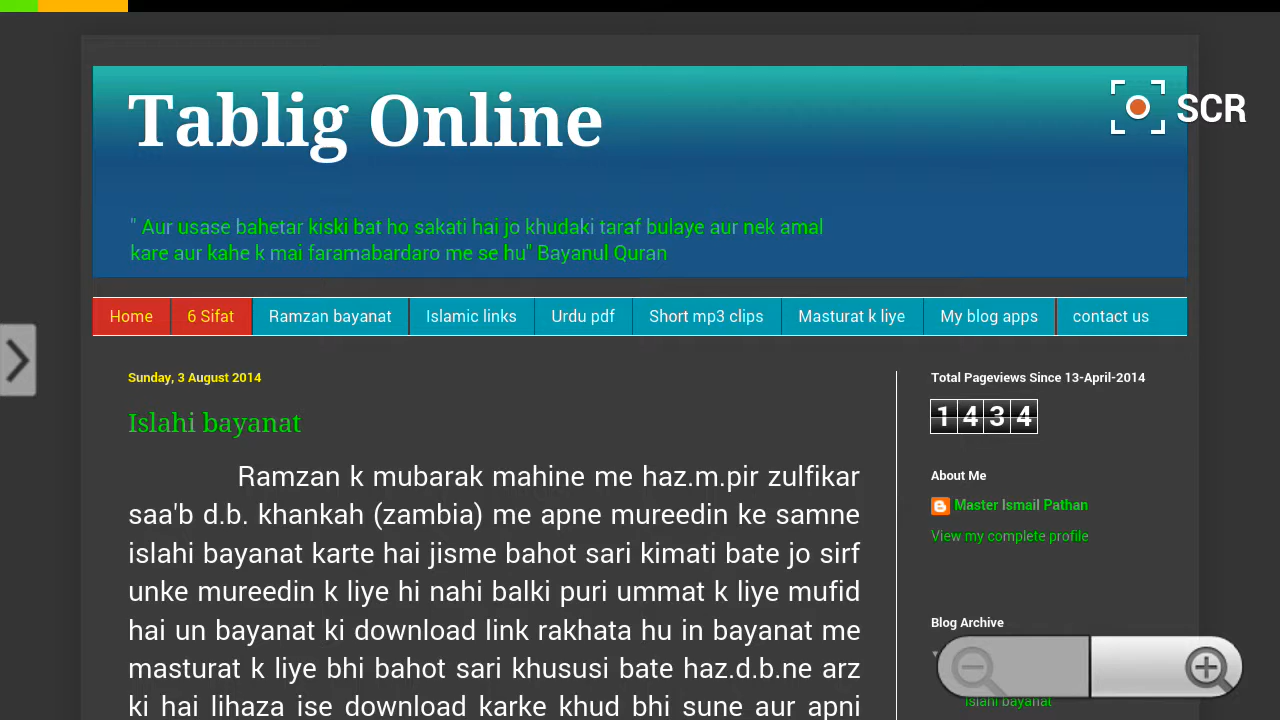 Tablig Online
SCR
" Aur usase bahetar kiski bat ho sakati hai jo khudaki taraf bulaye aur nek amal
kare aur kahe k mai faramabardaro me se hu" Bayanul Quran
Home 6 Sifat Ramzan bayanat Islamic links Urdu pdf Short mp3 clips Masturat k liye My blog apps contact us
Sunday, 3 August 2014
Islahi bayanat
Ramzan k mubarak mahine me haz.m.pir zulfikar
saa'b d.b. khankah (zambia) me apne mureedin ke samne
islahi bayanat karte hai jisme bahot sari kimati bate jo sirf
unke mureedin k liye hi nahi balki puri ummat k liye mufid
hai un bayanat ki download link rakhata hu in bayanat me
masturat k liye bhi bahot sari khususi bate haz.d.b.ne arz
ki hai lihaza ise download karke khud bhi sune aur apni
Total Pageviews Since 13-April-2014
1434
About Me
Master Ismail Pathan
View my complete profile
Blog Archive
Islahi bayanat